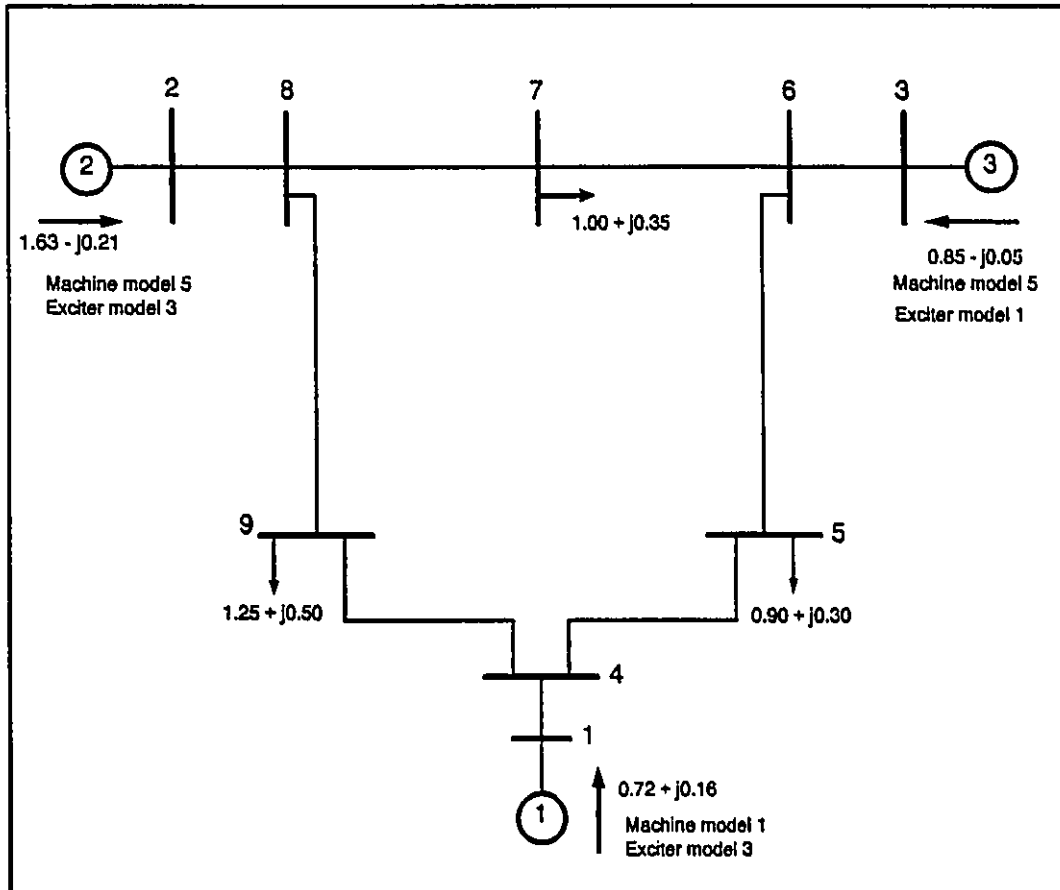 2
8
7
6
3
2
3
1.00 + j0.35
1.63 - j0.21
0.85 - j0.05
Machine model 5
Exciter model 3
Machine model 5
Exciter model 1
9
5
1.25 + j0.50
0.90 + j0.30
4
1
1
0.72 + j0.16
Machine model 1
Exciter model 3